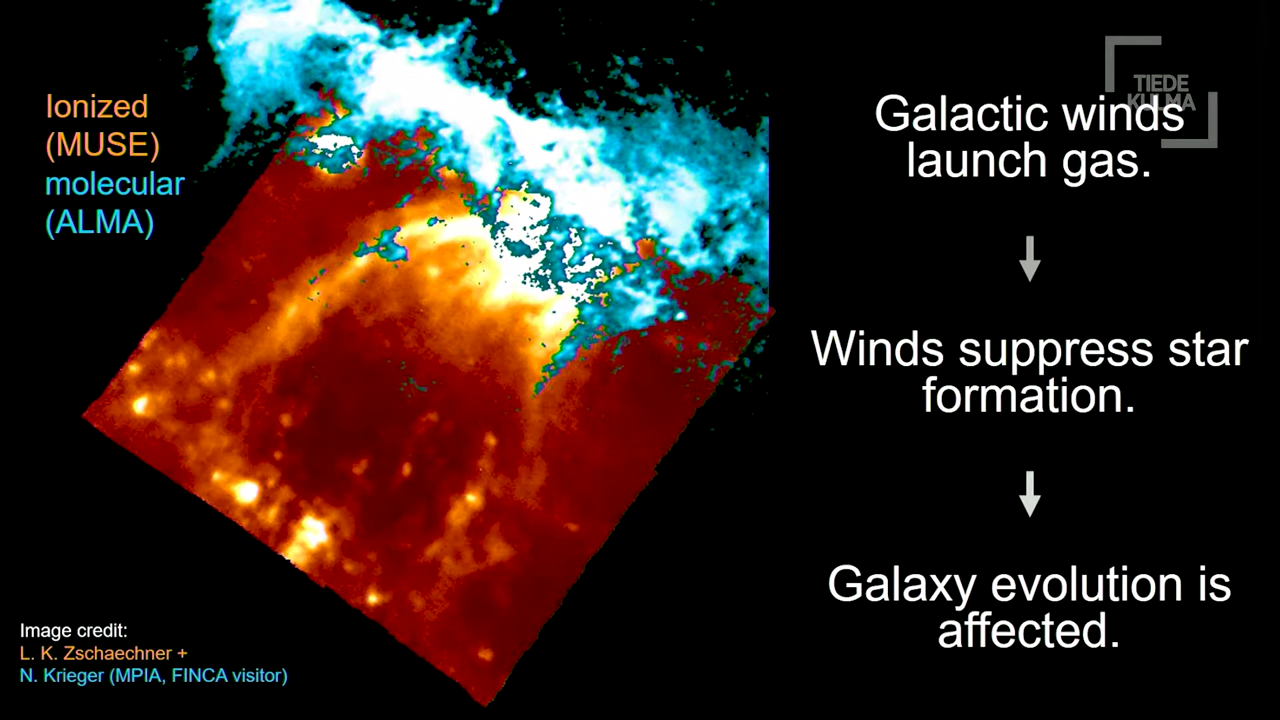 Ionized
(MUSE)
molecular
(ALMA)
TIEDE
KULMA
Galactic winds
launch gas.
Winds suppress star
formation.
Galaxy evolution is
affected.
Image credit:
L. K. Zschaechner +
N. Krieger (MPIA, FINCA visitor)